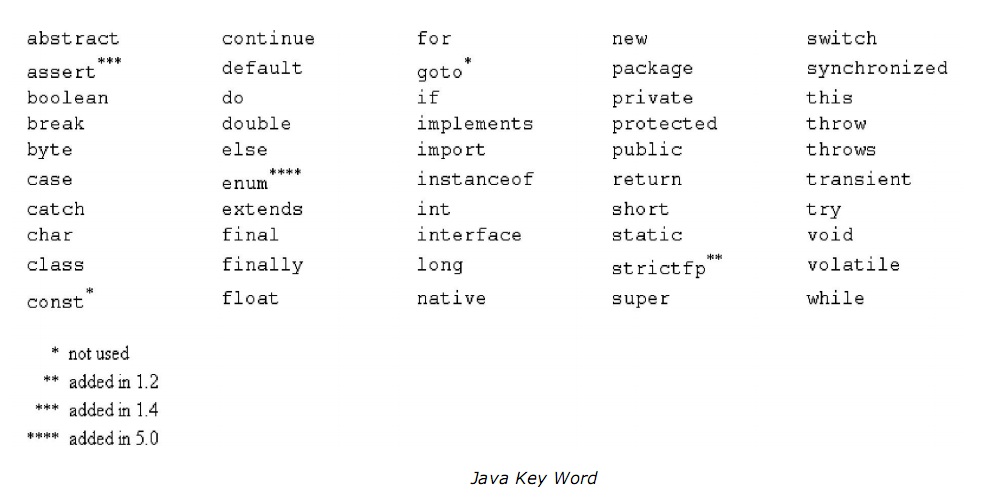 abstract continue for new switch
assert*** default goto* package synchronized
boolean do if private this
break double implements protected throw
byte else import public throws
case enum**** instanceof return transient
catch extends int short try
char final interface static void
class finally long strictfp** volatile
const* float native super while
* not used
** added in 1.2
*** added in 1.4
**** added in 5.0
Java Key Word